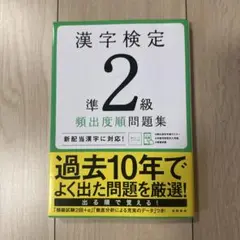 漢字検定
準2級
頻出度順問題集
新配当漢字に対応!
過去10年で
よく出た問題を厳選!
出る順で覚える!